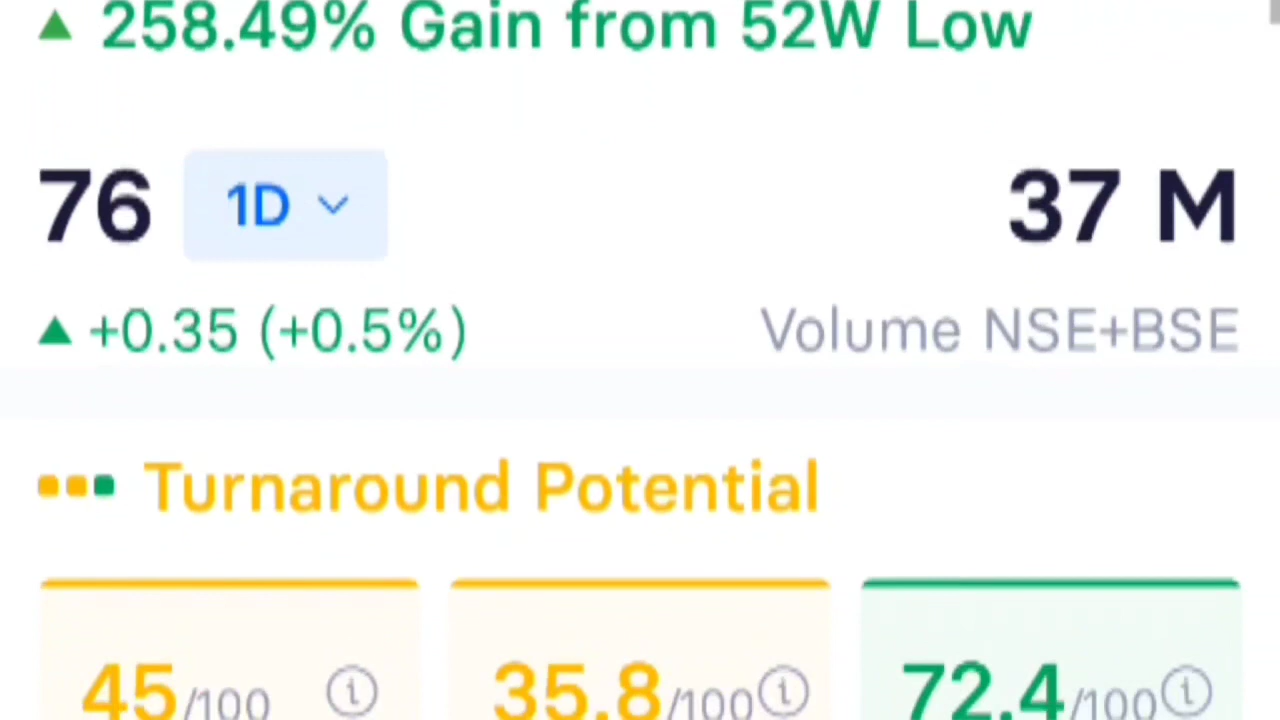 258.49% Gain from 52W Low
76 1D 37 M
+0.35 (+0.5%) Volume NSE+BSE
Turnaround Potential
45/100 35.8/100 72.4/100